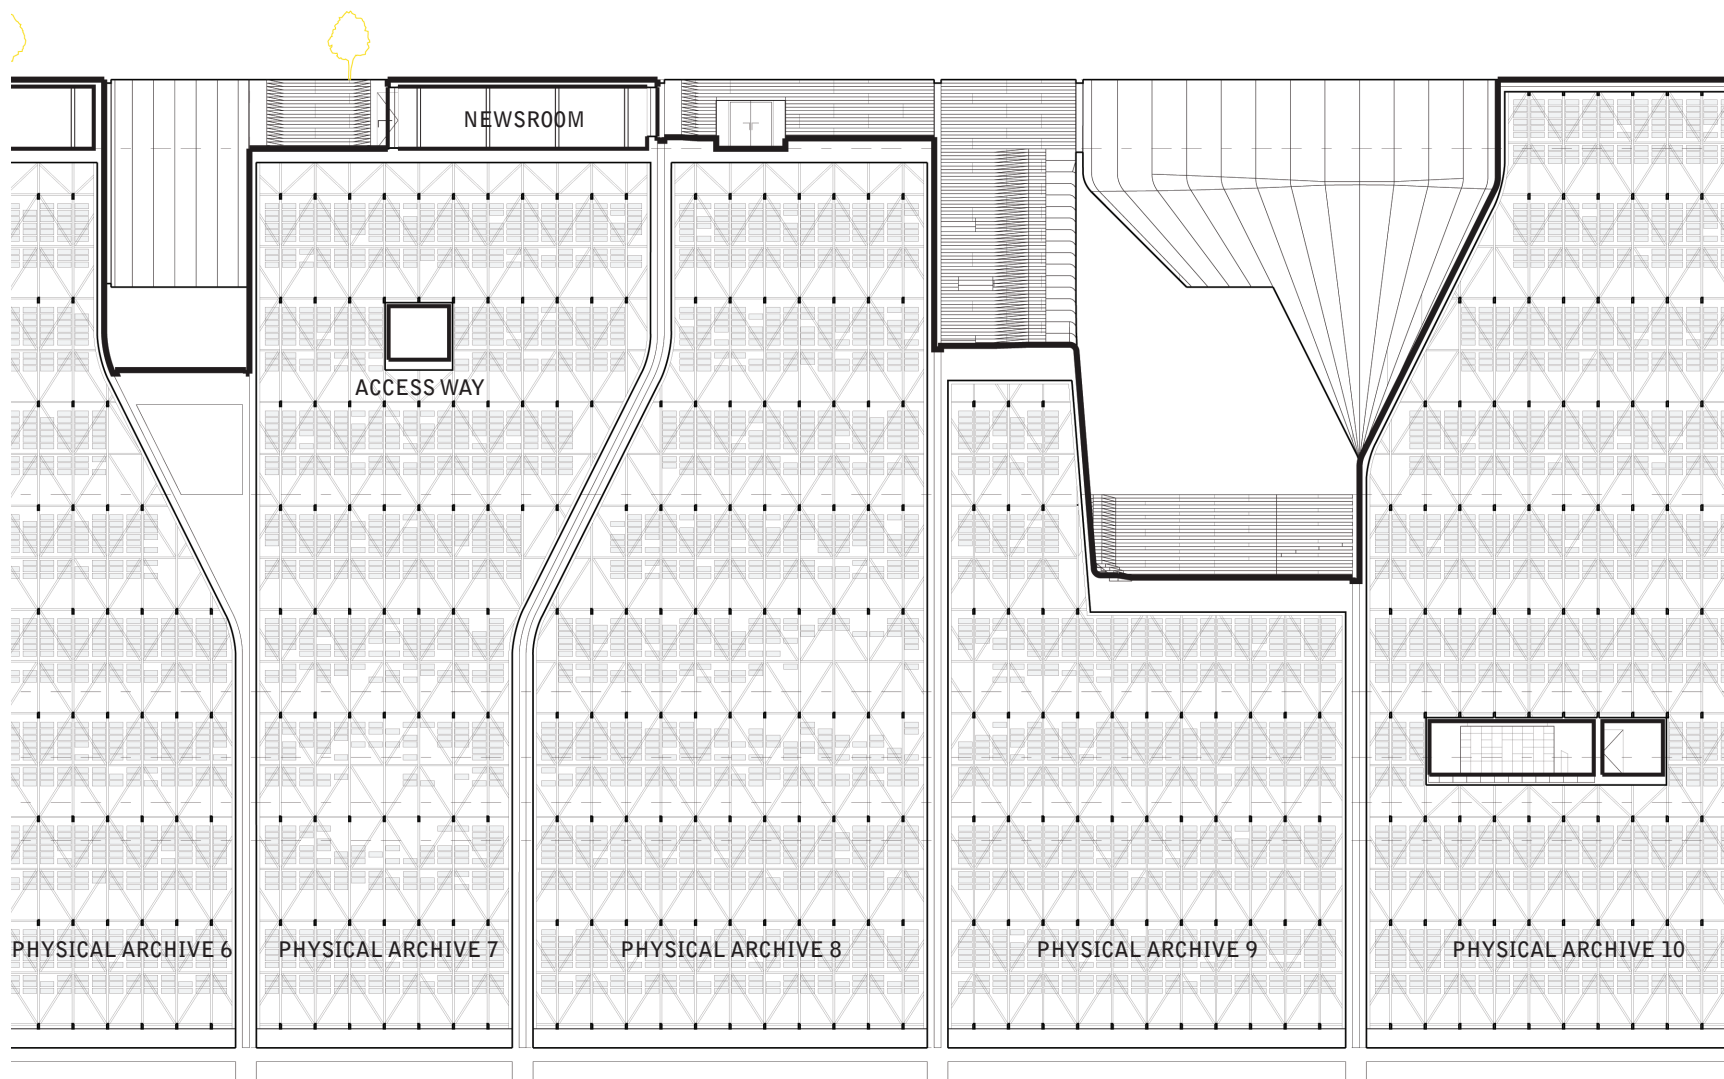 NEWSROOM
ACCESS WAY
PHYSICAL ARCHIVE 6
PHYSICAL ARCHIVE 7
PHYSICAL ARCHIVE 8
PHYSICAL ARCHIVE 9
PHYSICAL ARCHIVE 10